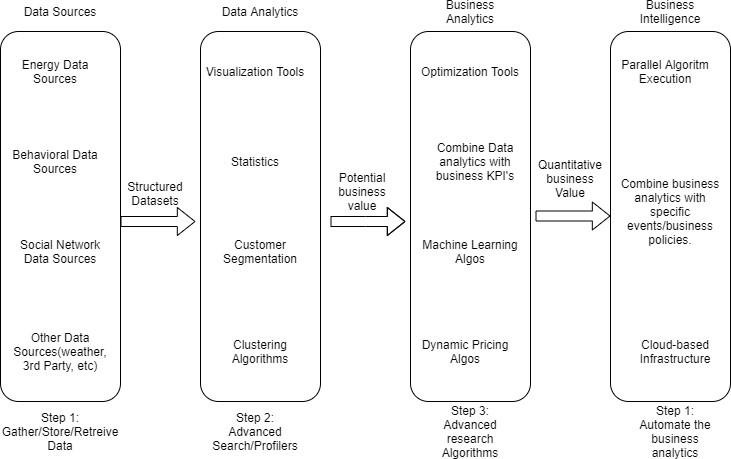 Data Sources
Energy Data
Sources
Behavioral Data
Sources
Social Network
Data Sources
Other Data
Sources(weather,
3rd Party, etc)
Step 1:
Gather/Store/Retreive
Data
Structured
Datasets
Data Analytics
Visualization Tools
Statistics
Customer
Segmentation
Clustering
Algorithms
Step 2:
Advanced
Search/Profilers
Potential
business
value
Business
Analytics
Optimization Tools
Combine Data
analytics with
business KPI's
Machine Learning
Algos
Dynamic Pricing
Algos
Step 3:
Advanced
research
Algorithms
Quantitative
business
Value
Business
Intelligence
Parallel Algoritm
Execution
Combine business
analytics with
specific
events/business
policies.
Cloud-based
Infrastructure
Step 1:
Automate the
business
analytics